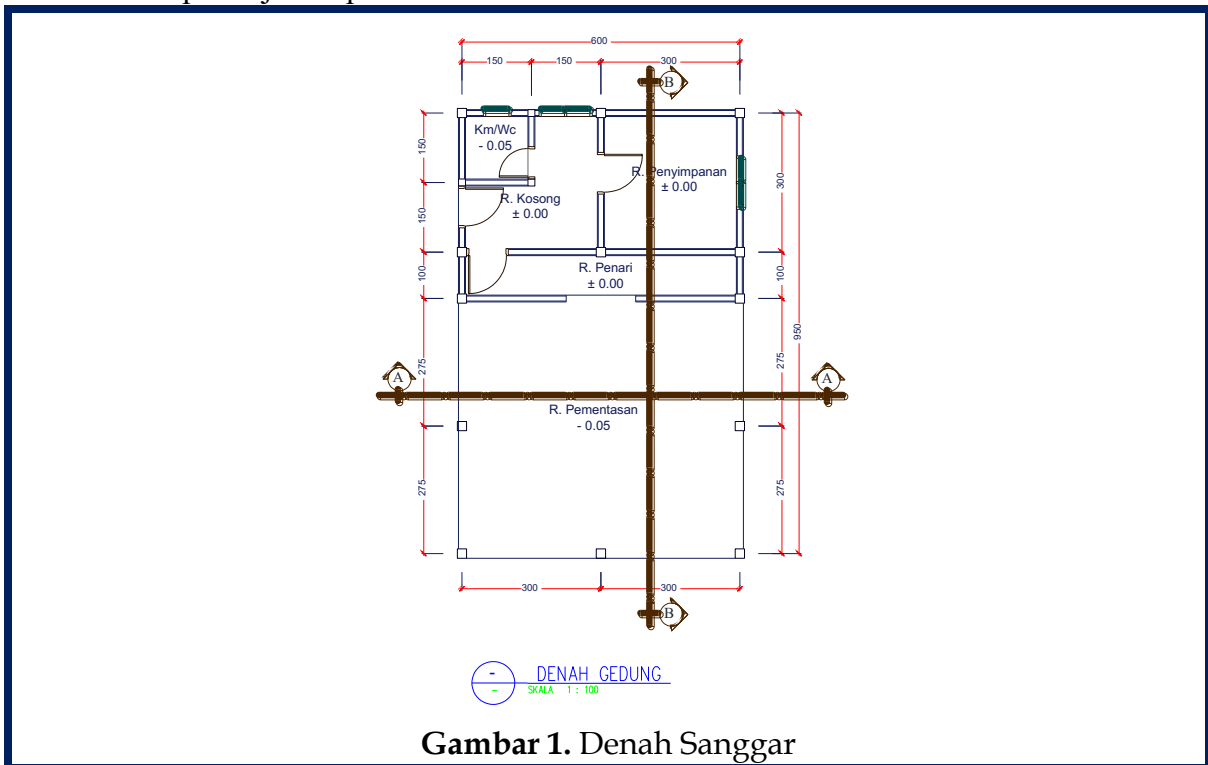 600
150 150 300
B
Km/Wc
- 0.05
150
R. Penyimpanan
± 0.00
300
R. Kosong
± 0.00
150
R. Penari
± 0.00
100
100
950
275
275
A
A
R. Pementasan
- 0.05
275
275
300
300
B
-
-
DENAH GEDUNG
SKALA 1 : 100
Gambar 1. Denah Sanggar